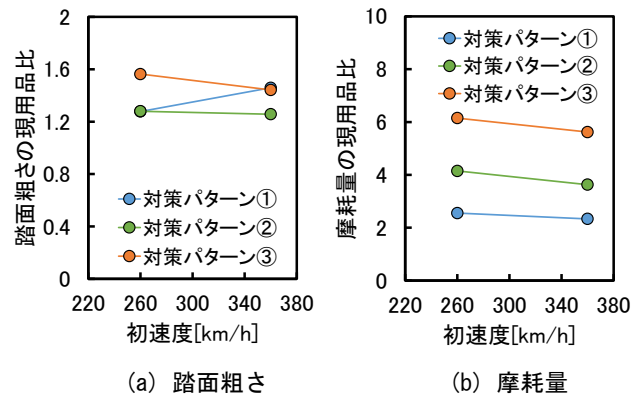 踏面粗さの現用品比
2
1.6
1.2
0.8
0.4
0
対策パターン①
対策パターン②
対策パターン③
220 260 300 340 380
初速度[km/h]
(a) 踏面粗さ
摩耗量の現用品比
10
8
6
4
2
0
対策パターン①
対策パターン②
対策パターン③
220 260 300 340 380
初速度[km/h]
(b) 摩耗量